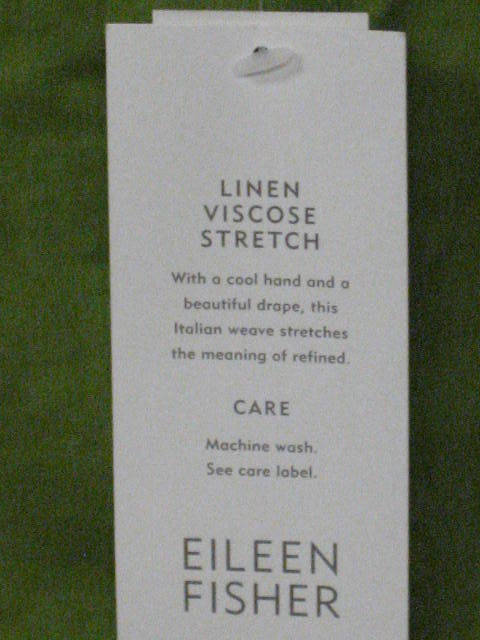 LINEN
VISCOSE
STRETCH
With a cool hand and a
beautiful drape, this
Italian weave stretches
the meaning of refined.
CARE
Machine wash.
See care label.
EILEEN
FISHER